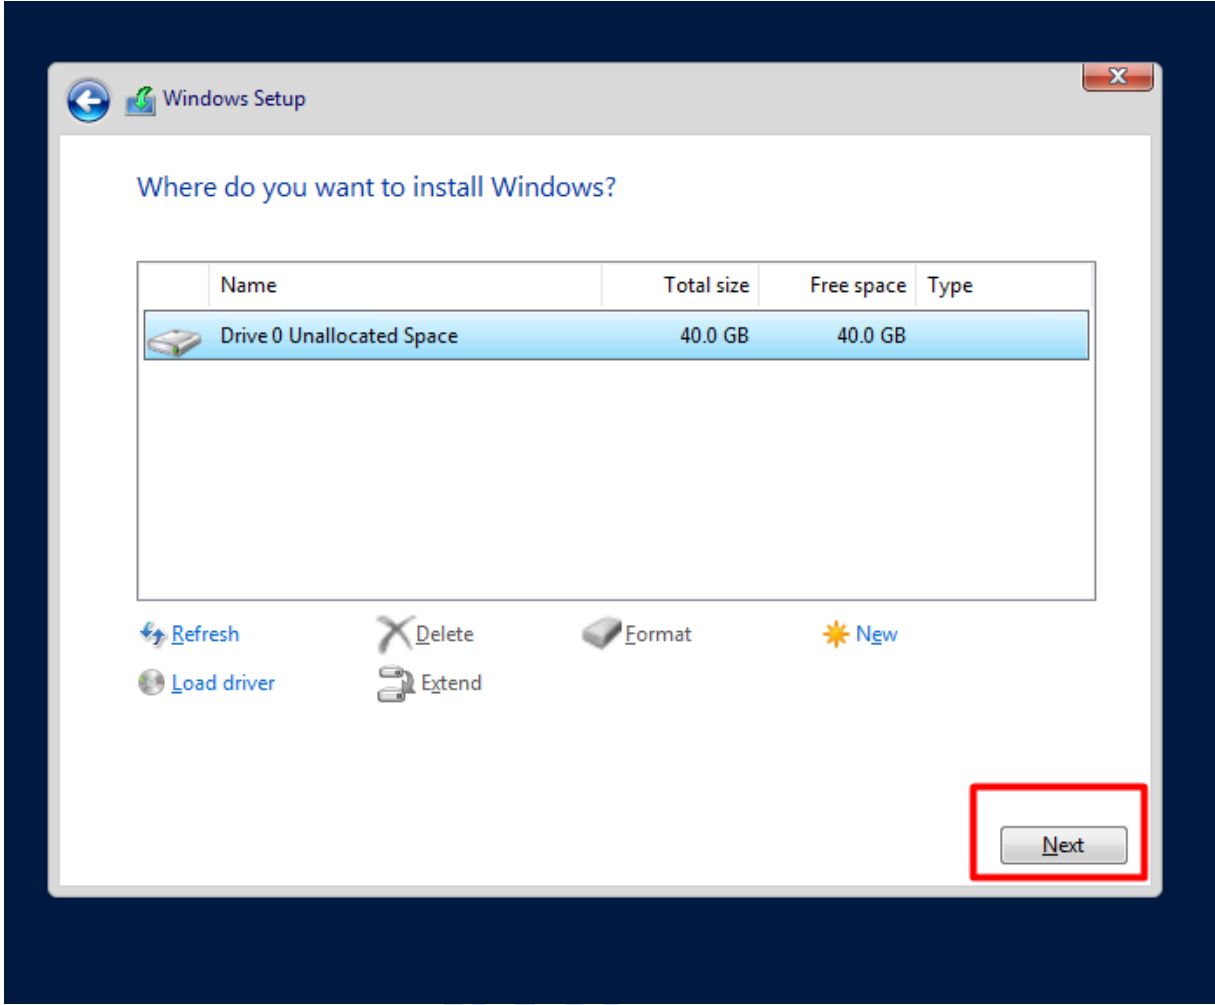 Windows Setup
X
Where do you want to install Windows?
Name Total size Free space Type
Drive 0 Unallocated Space 40.0 GB 40.0 GB
Refresh Delete Format New
Load driver Extend
Next